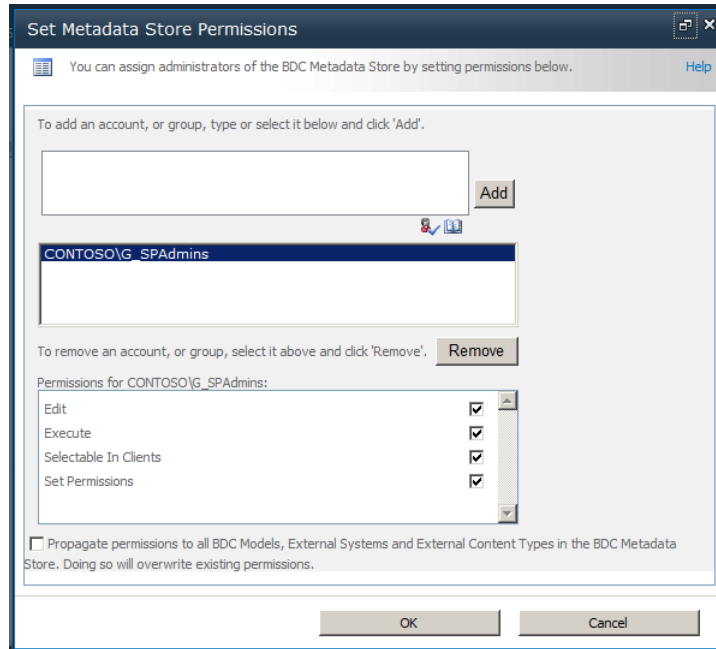 Set Metadata Store Permissions
You can assign administrators of the BDC Metadata Store by setting permissions below.
Help
To add an account, or group, type or select it below and click 'Add'.
Add
CONTOSO\G_SPAdmins
To remove an account, or group, select it above and click 'Remove'.
Remove
Permissions for CONTOSO\G_SPAdmins:
Edit
Execute
Selectable In Clients
Set Permissions
Propagate permissions to all BDC Models, External Systems and External Content Types in the BDC Metadata
Store. Doing so will overwrite existing permissions.
OK
Cancel